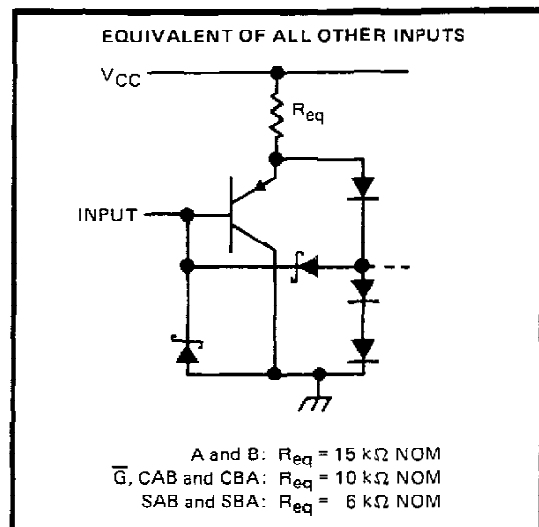 EQUIVALENT OF ALL OTHER INPUTS
VCC
Req
INPUT
A and B: Req = 15 kΩ NOM
G̅, CAB and CBA: Req = 10 kΩ NOM
SAB and SBA: Req = 6 kΩ NOM